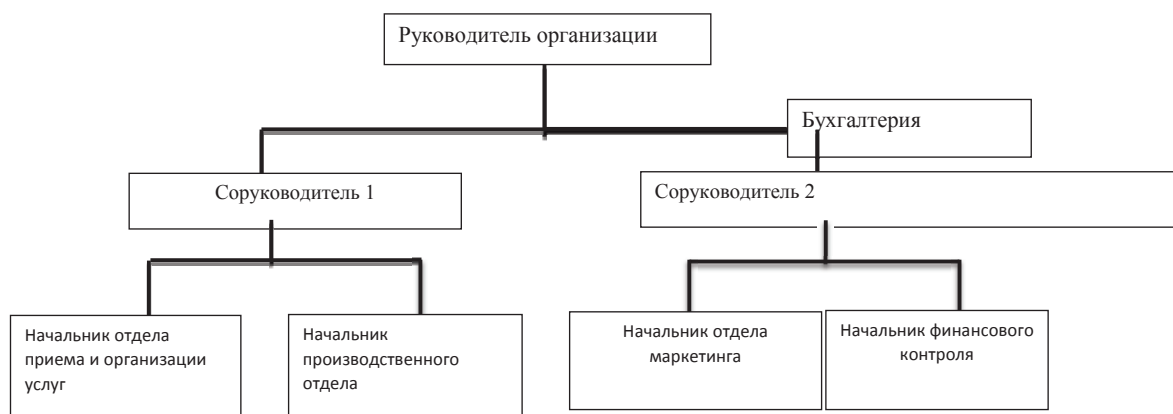 Руководитель организации
Бухгалтерия
Соруководитель 1
Соруководитель 2
Начальник отдела
приема и организации
услуг
Начальник
производственного
отдела
Начальник отдела
маркетинга
Начальник финансового
контроля